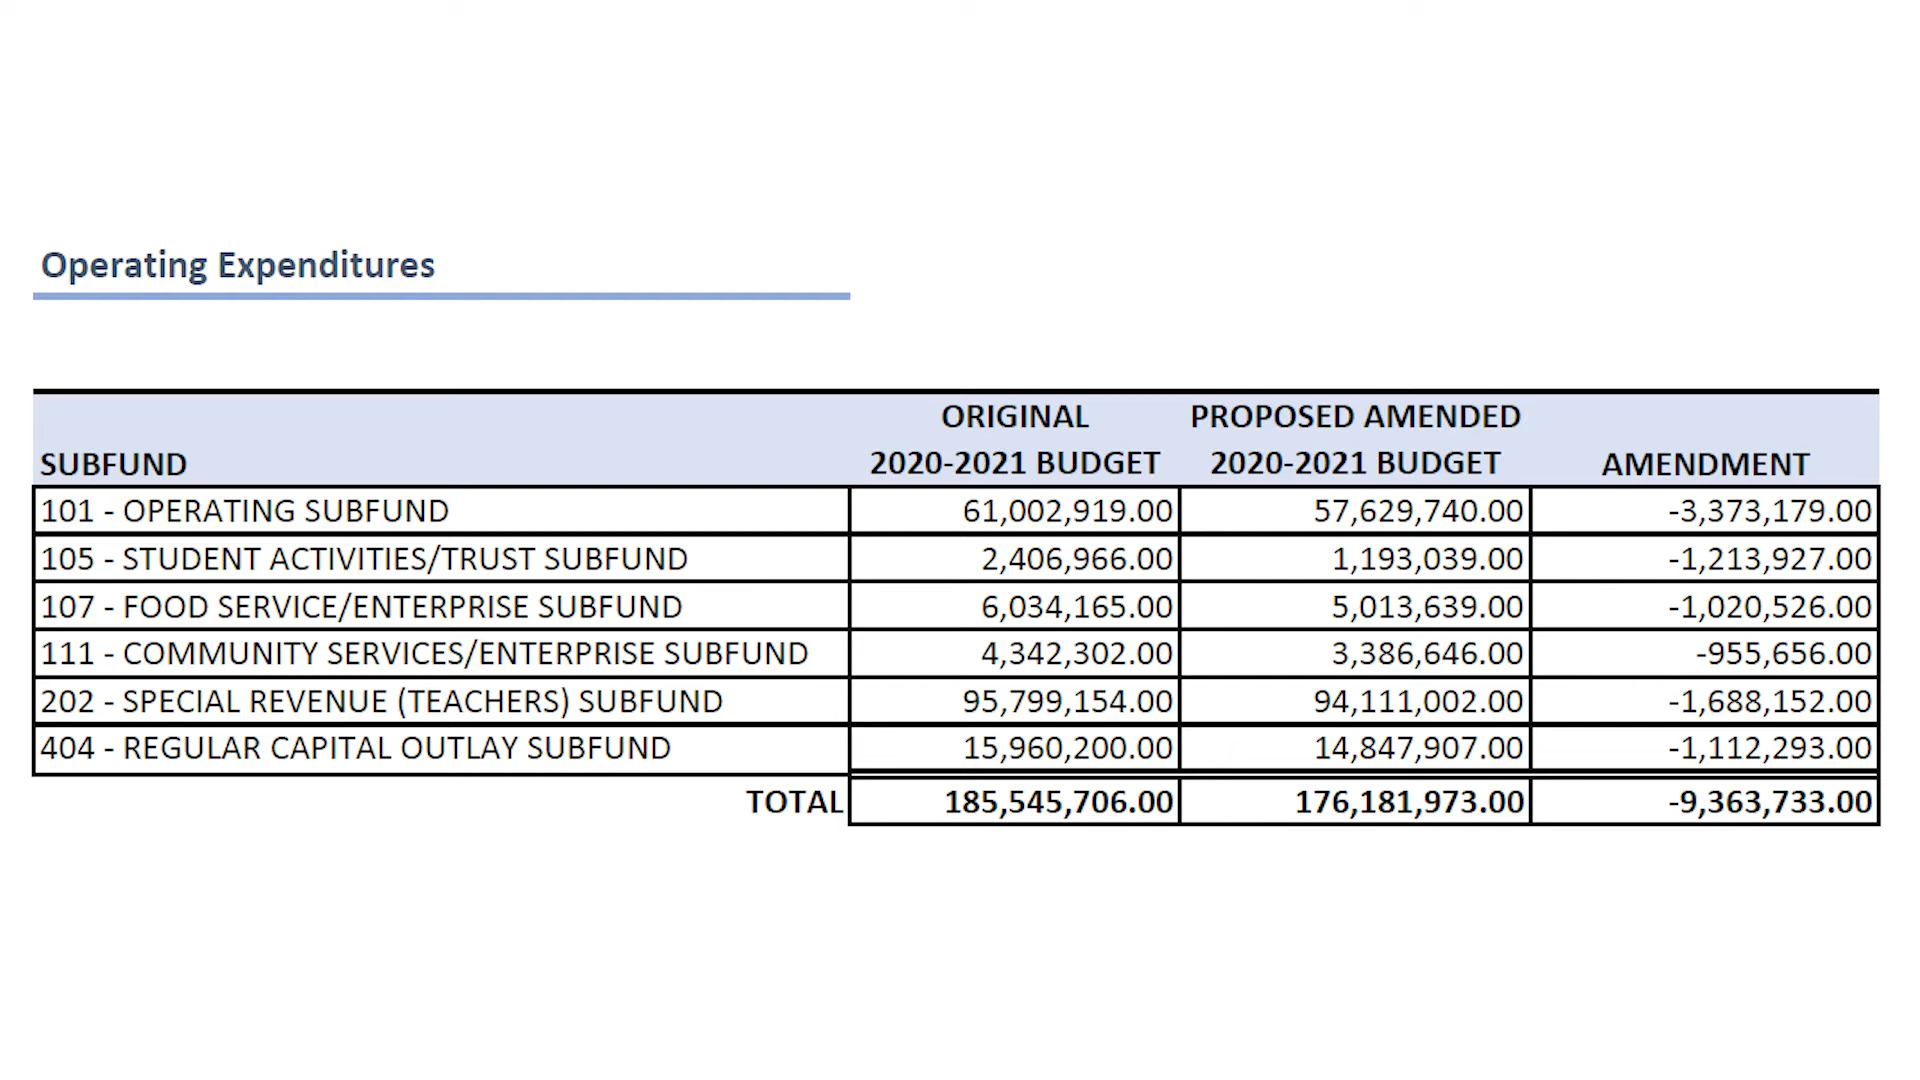 Operating Expenditures
ORIGINAL PROPOSED AMENDED
SUBFUND 2020-2021 BUDGET 2020-2021 BUDGET AMENDMENT
101 - OPERATING SUBFUND 61,002,919.00 57,629,740.00 -3,373,179.00
105 - STUDENT ACTIVITIES/TRUST SUBFUND 2,406,966.00 1,193,039.00 -1,213,927.00
107 - FOOD SERVICE/ENTERPRISE SUBFUND 6,034,165.00 5,013,639.00 -1,020,526.00
111 - COMMUNITY SERVICES/ENTERPRISE SUBFUND 4,342,302.00 3,386,646.00 -955,656.00
202 - SPECIAL REVENUE (TEACHERS) SUBFUND 95,799,154.00 94,111,002.00 -1,688,152.00
404 - REGULAR CAPITAL OUTLAY SUBFUND 15,960,200.00 14,847,907.00 -1,112,293.00
TOTAL 185,545,706.00 176,181,973.00 -9,363,733.00